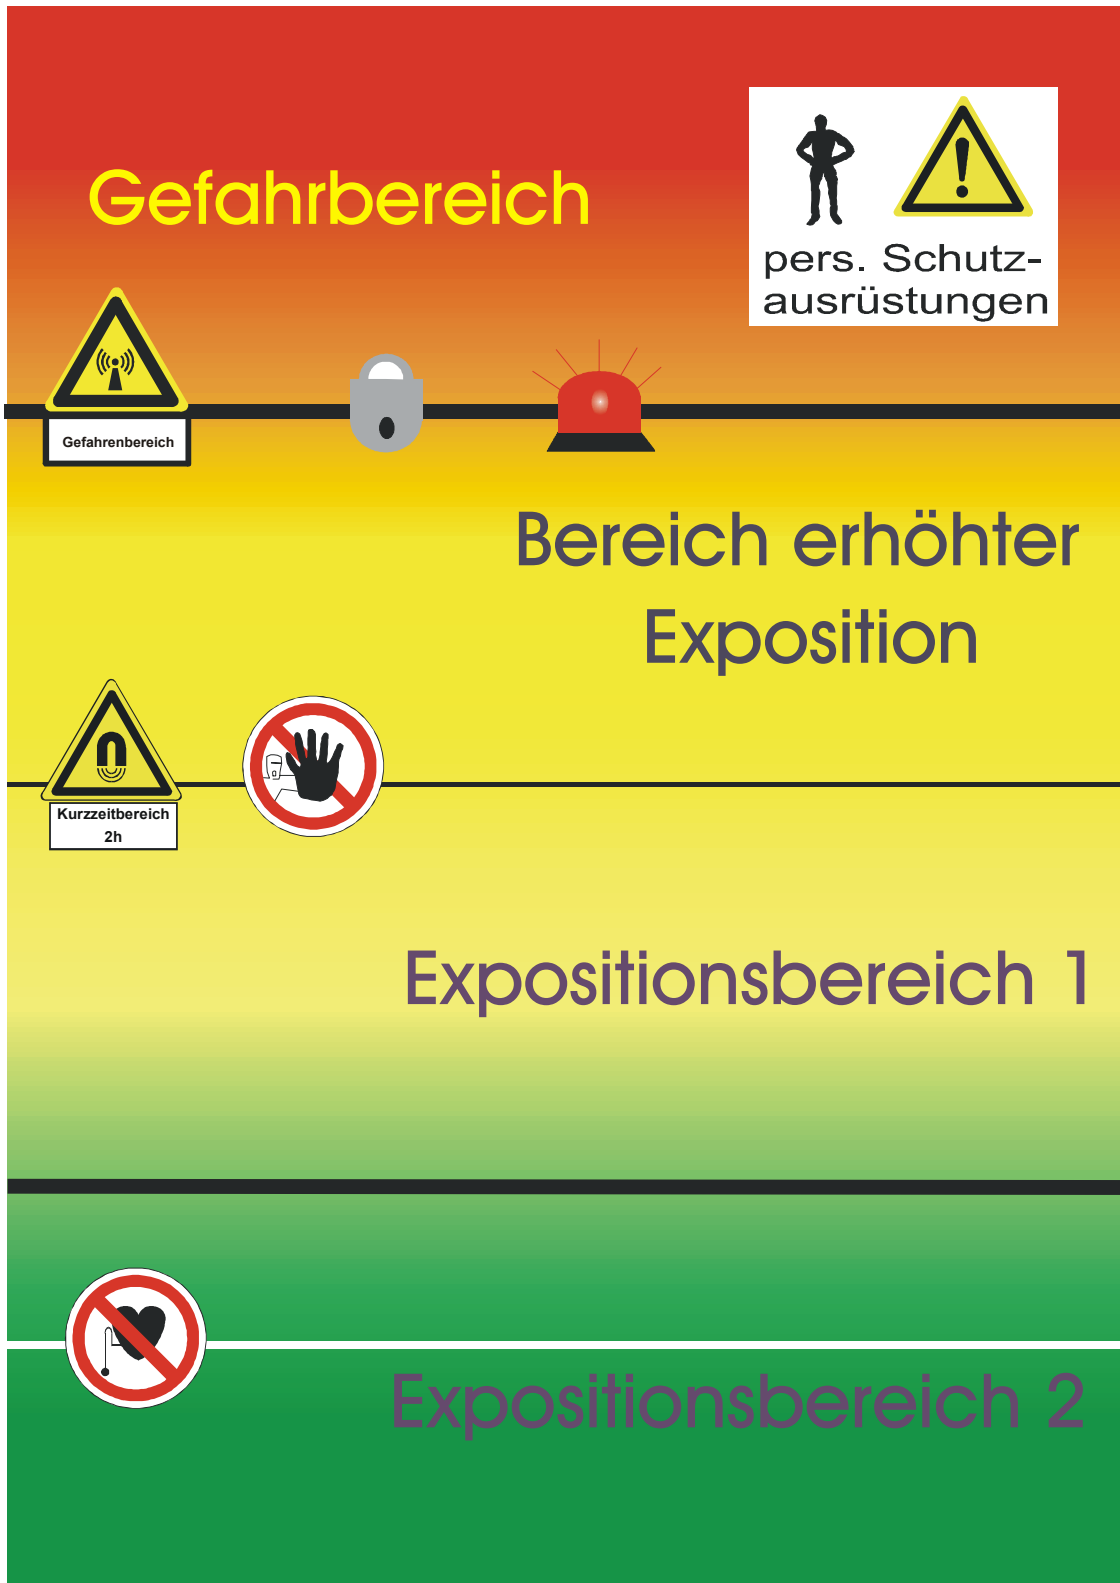 Gefahrbereich
pers. Schutz-
ausrüstungen
Gefahrenbereich
Bereich erhöhter
Exposition
Kurzzeitbereich
2h
Expositionsbereich 1
Expositionsbereich 2